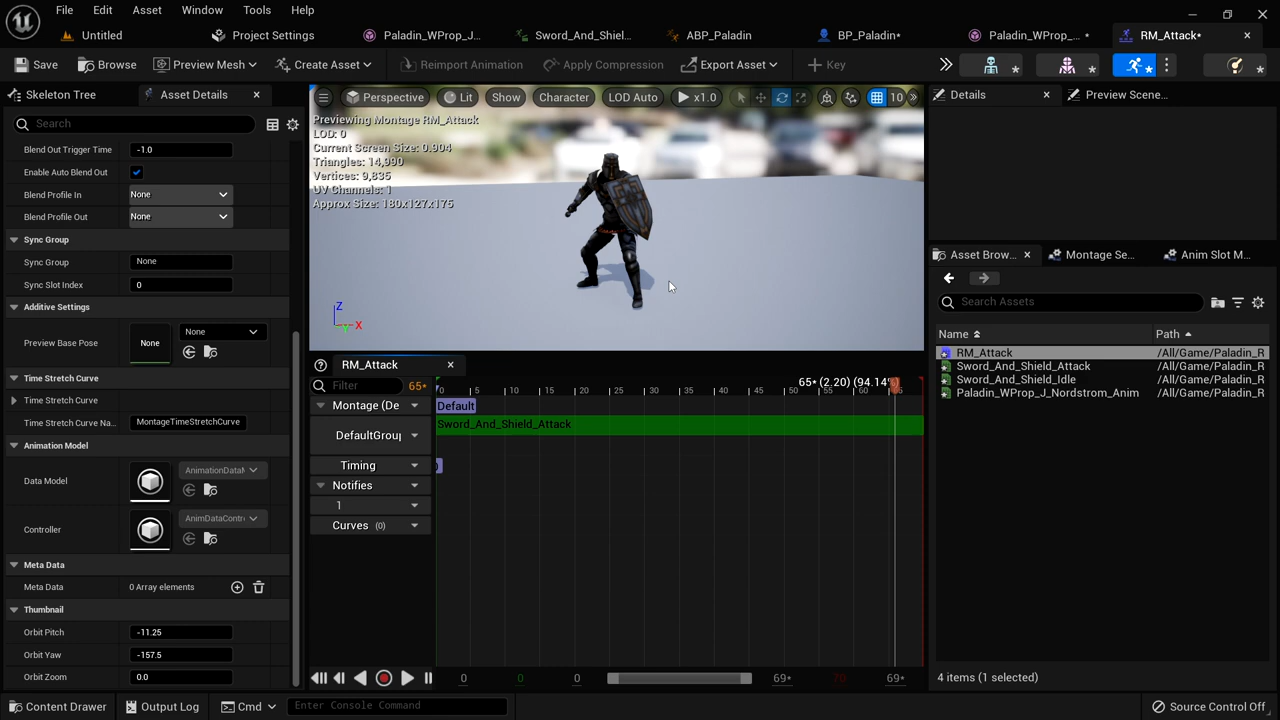 File Edit Asset Window Tools Help
Untitled Project Settings Paladin_WProp_J... Sword_And_Shiel... ABP_Paladin BP_Paladin* Paladin_WProp_... * RM_Attack*
Save Browse Preview Mesh Create Asset Reimport Animation Apply Compression Export Asset Key
Skeleton Tree Asset Details
Search
Blend Out Trigger Time -1.0
Enable Auto Blend Out
Blend Profile In None
Blend Profile Out None
Sync Group
Sync Group None
Sync Slot Index 0
Additive Settings
Preview Base Pose None None
Time Stretch Curve
Time Stretch Curve
Time Stretch Curve Na... MontageTimeStretchCurve
Animation Model
Data Model AnimationDataM
Controller AnimDataContr
Meta Data
Meta Data 0 Array elements
Thumbnail
Orbit Pitch -11.25
Orbit Yaw -157.5
Orbit Zoom 0.0
Perspective Lit Show Character LOD Auto x1.0 10
Previewing Montage RM_Attack
LOD: 0
Current Screen Size: 0.904
Triangles: 14,990
Vertices: 9,835
UV Channels: 1
Approx Size: 180x127x175
Z
X
Y
RM_Attack
Filter 65*
65* (2.20) (94.14%)
0 5 10 15 20 25 30 35 40 45 50 55 60
Montage (De Default
DefaultGrou Sword_And_Shield_Attack
Timing
Notifies
1
Curves (0)
0 0 0 69* 70 69*
Details Preview Scene...
Asset Brow... Montage Se... Anim Slot M...
Search Assets
Name Path
RM_Attack /All/Game/Paladin_R
Sword_And_Shield_Attack /All/Game/Paladin_R
Sword_And_Shield_Idle /All/Game/Paladin_R
Paladin_WProp_J_Nordstrom_Anim /All/Game/Paladin_R
4 items (1 selected)
Content Drawer Output Log Cmd Enter Console Command Source Control Off